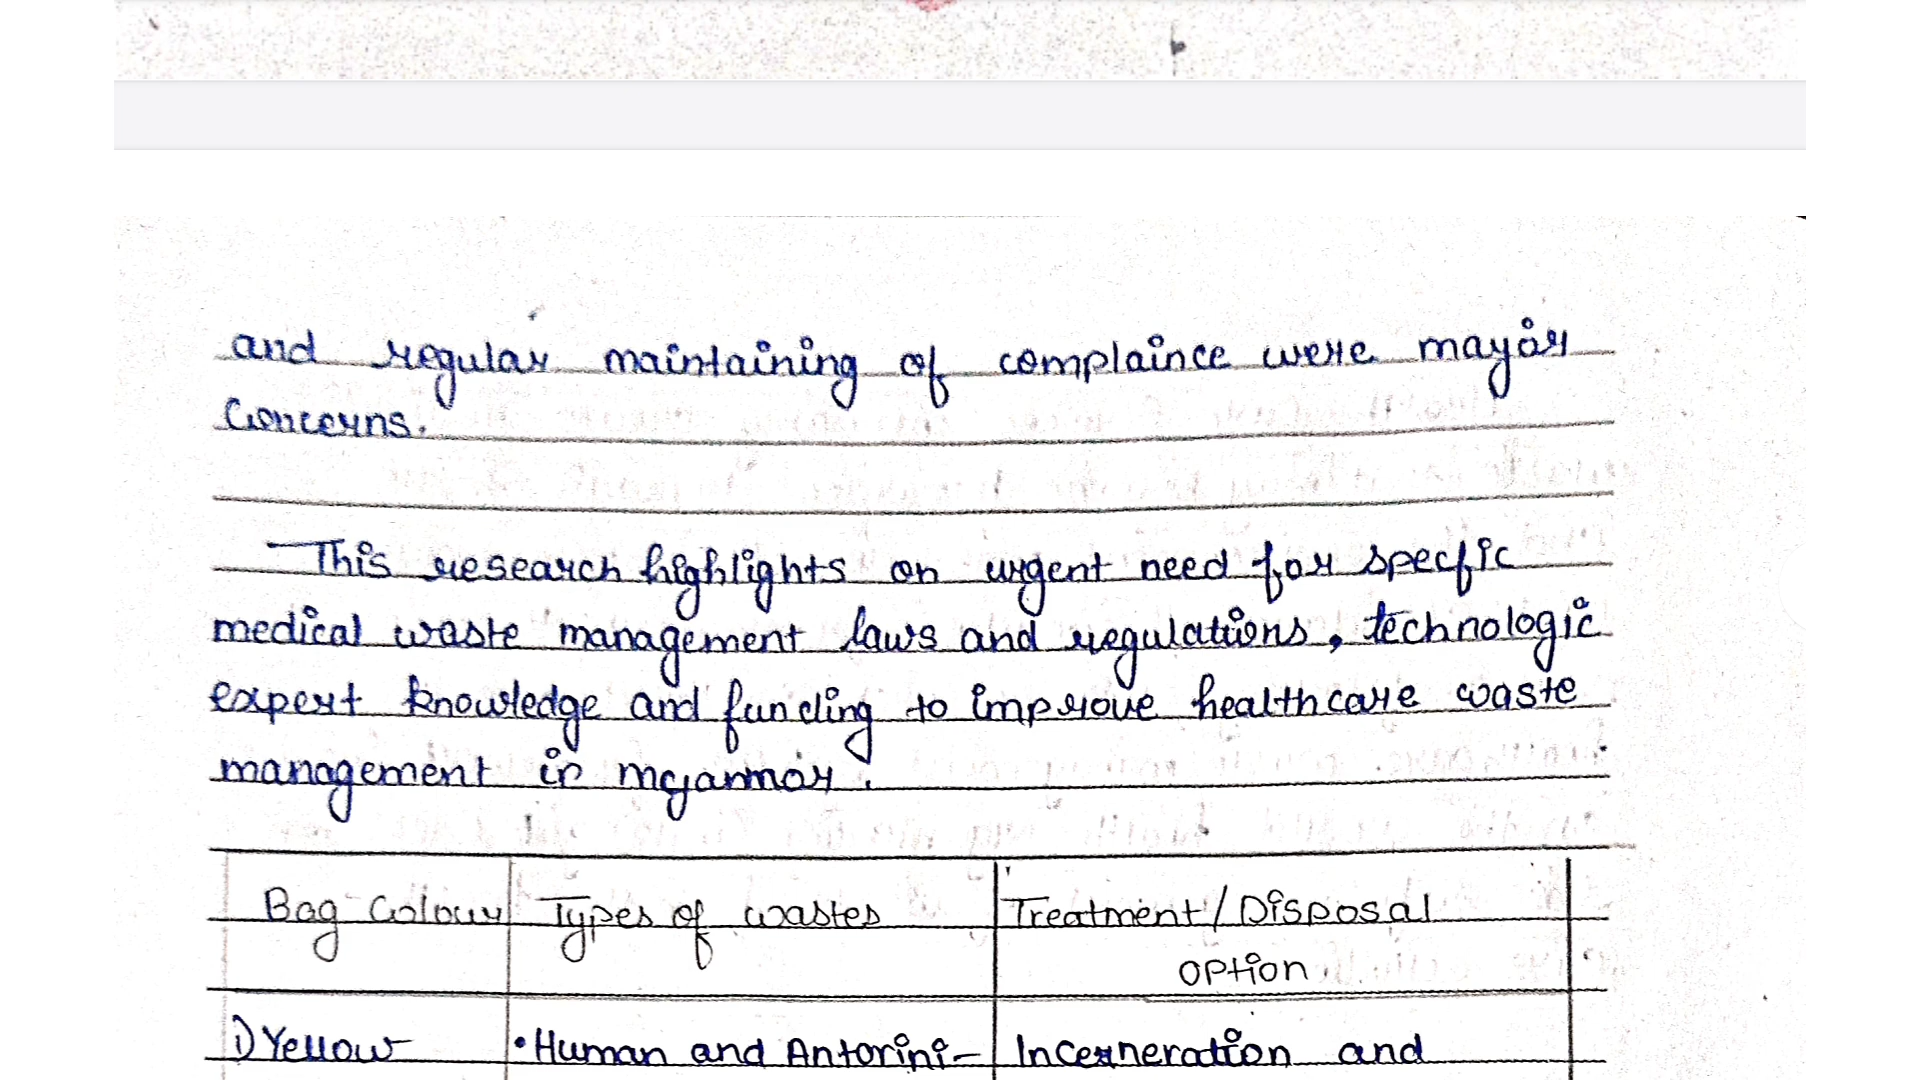 and regular maintaining of complaince were mayor
concerns.
This research highlights on urgent need for specfic
medical waste management laws and regulations, technologic
expert knowledge and funding to improve healthcare waste
management in myanmar.
Bag Colour Types of wastes Treatment/Disposal
option
1) Yellow • Human and Antorini- Incerneration and